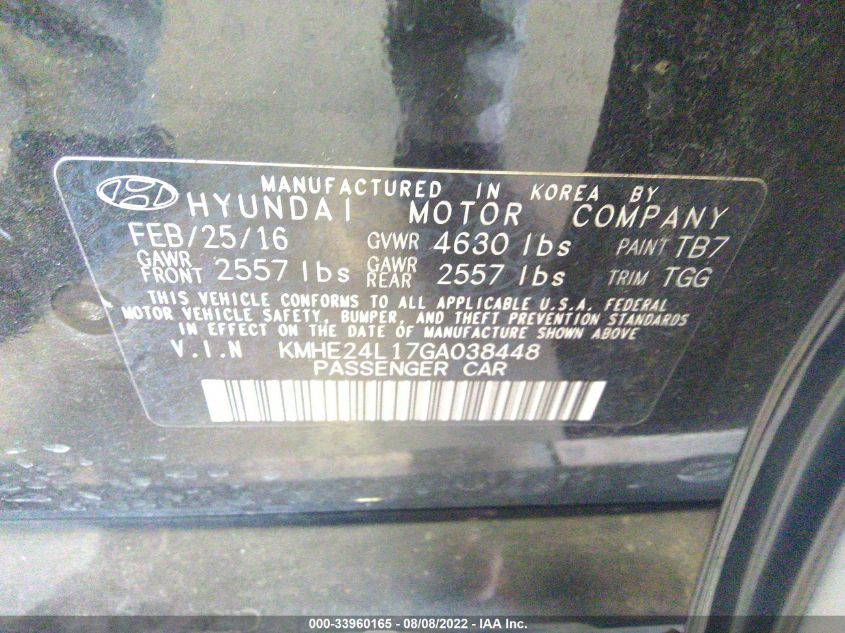 MANUFACTURED IN KOREA BY
HYUNDAI MOTOR COMPANY
FEB/25/16 GVWR 4630 lbs PAINT TB7
GAWR FRONT 2557 lbs GAWR REAR 2557 lbs TRIM TGG
THIS VEHICLE CONFORMS TO ALL APPLICABLE U.S.A. FEDERAL
MOTOR VEHICLE SAFETY, BUMPER, AND THEFT PREVENTION STANDARDS
IN EFFECT ON THE DATE OF MANUFACTURE SHOWN ABOVE
V.I.N KMHE24L17GA038448
PASSENGER CAR
000-33960165 - 08/08/2022 - IAA Inc.